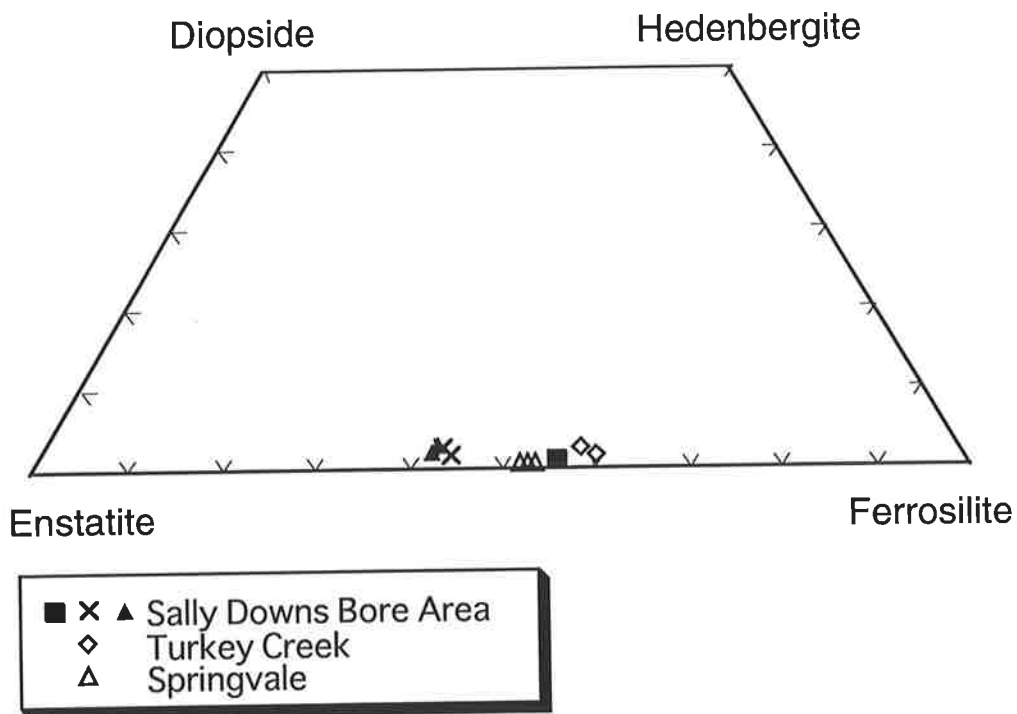 Diopside
Hedenbergite
Enstatite
Ferrosilite
Sally Downs Bore Area
Turkey Creek
Springvale